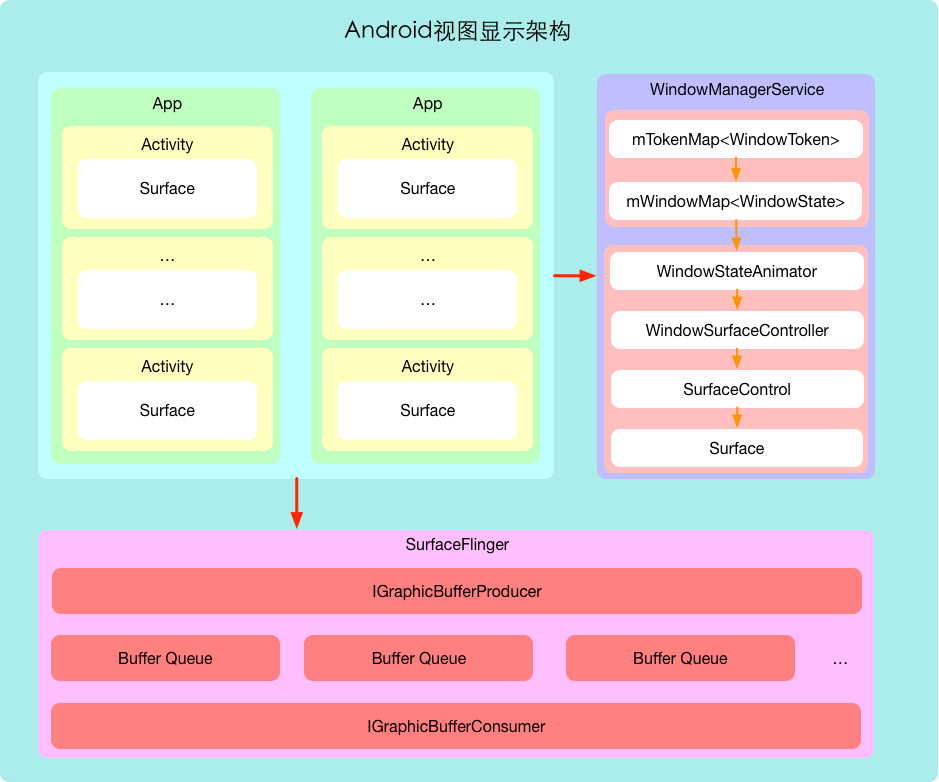 Android视图显示架构
App
Activity
Surface
...
...
Activity
Surface
App
Activity
Surface
...
...
Activity
Surface
WindowManagerService
mTokenMap<WindowToken>
mWindowMap<WindowState>
WindowStateAnimator
WindowSurfaceController
SurfaceControl
Surface
SurfaceFlinger
IGraphicBufferProducer
Buffer Queue
Buffer Queue
Buffer Queue
...
IGraphicBufferConsumer